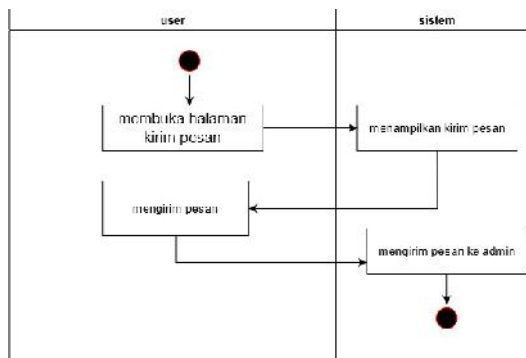 user
sistem
membuka halaman
kirim pesan
menampilkan kirim pesan
mengirim pesan
mengirim pesan ke admin